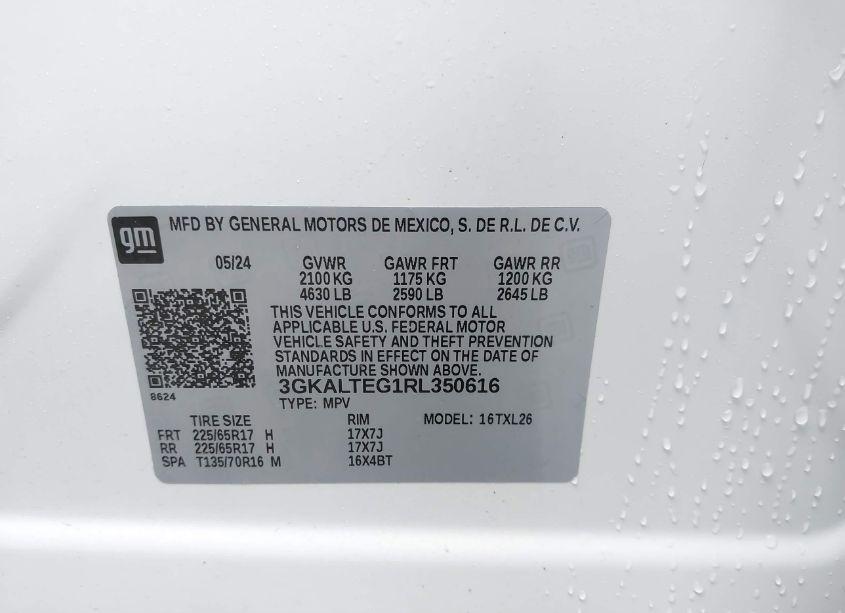 gm
MFD BY GENERAL MOTORS DE MEXICO, S. DE R.L. DE C.V.
05/24 GVWR GAWR FRT GAWR RR
2100 KG 1175 KG 1200 KG
4630 LB 2590 LB 2645 LB
THIS VEHICLE CONFORMS TO ALL
APPLICABLE U.S. FEDERAL MOTOR
VEHICLE SAFETY AND THEFT PREVENTION
STANDARDS IN EFFECT ON THE DATE OF
MANUFACTURE SHOWN ABOVE.
3GKALTEG1RL350616
8624
TYPE: MPV
TIRE SIZE RIM MODEL: 16TXL26
FRT 225/65R17 H 17X7J
RR 225/65R17 H 17X7J
SPA T135/70R16 M 16X4BT